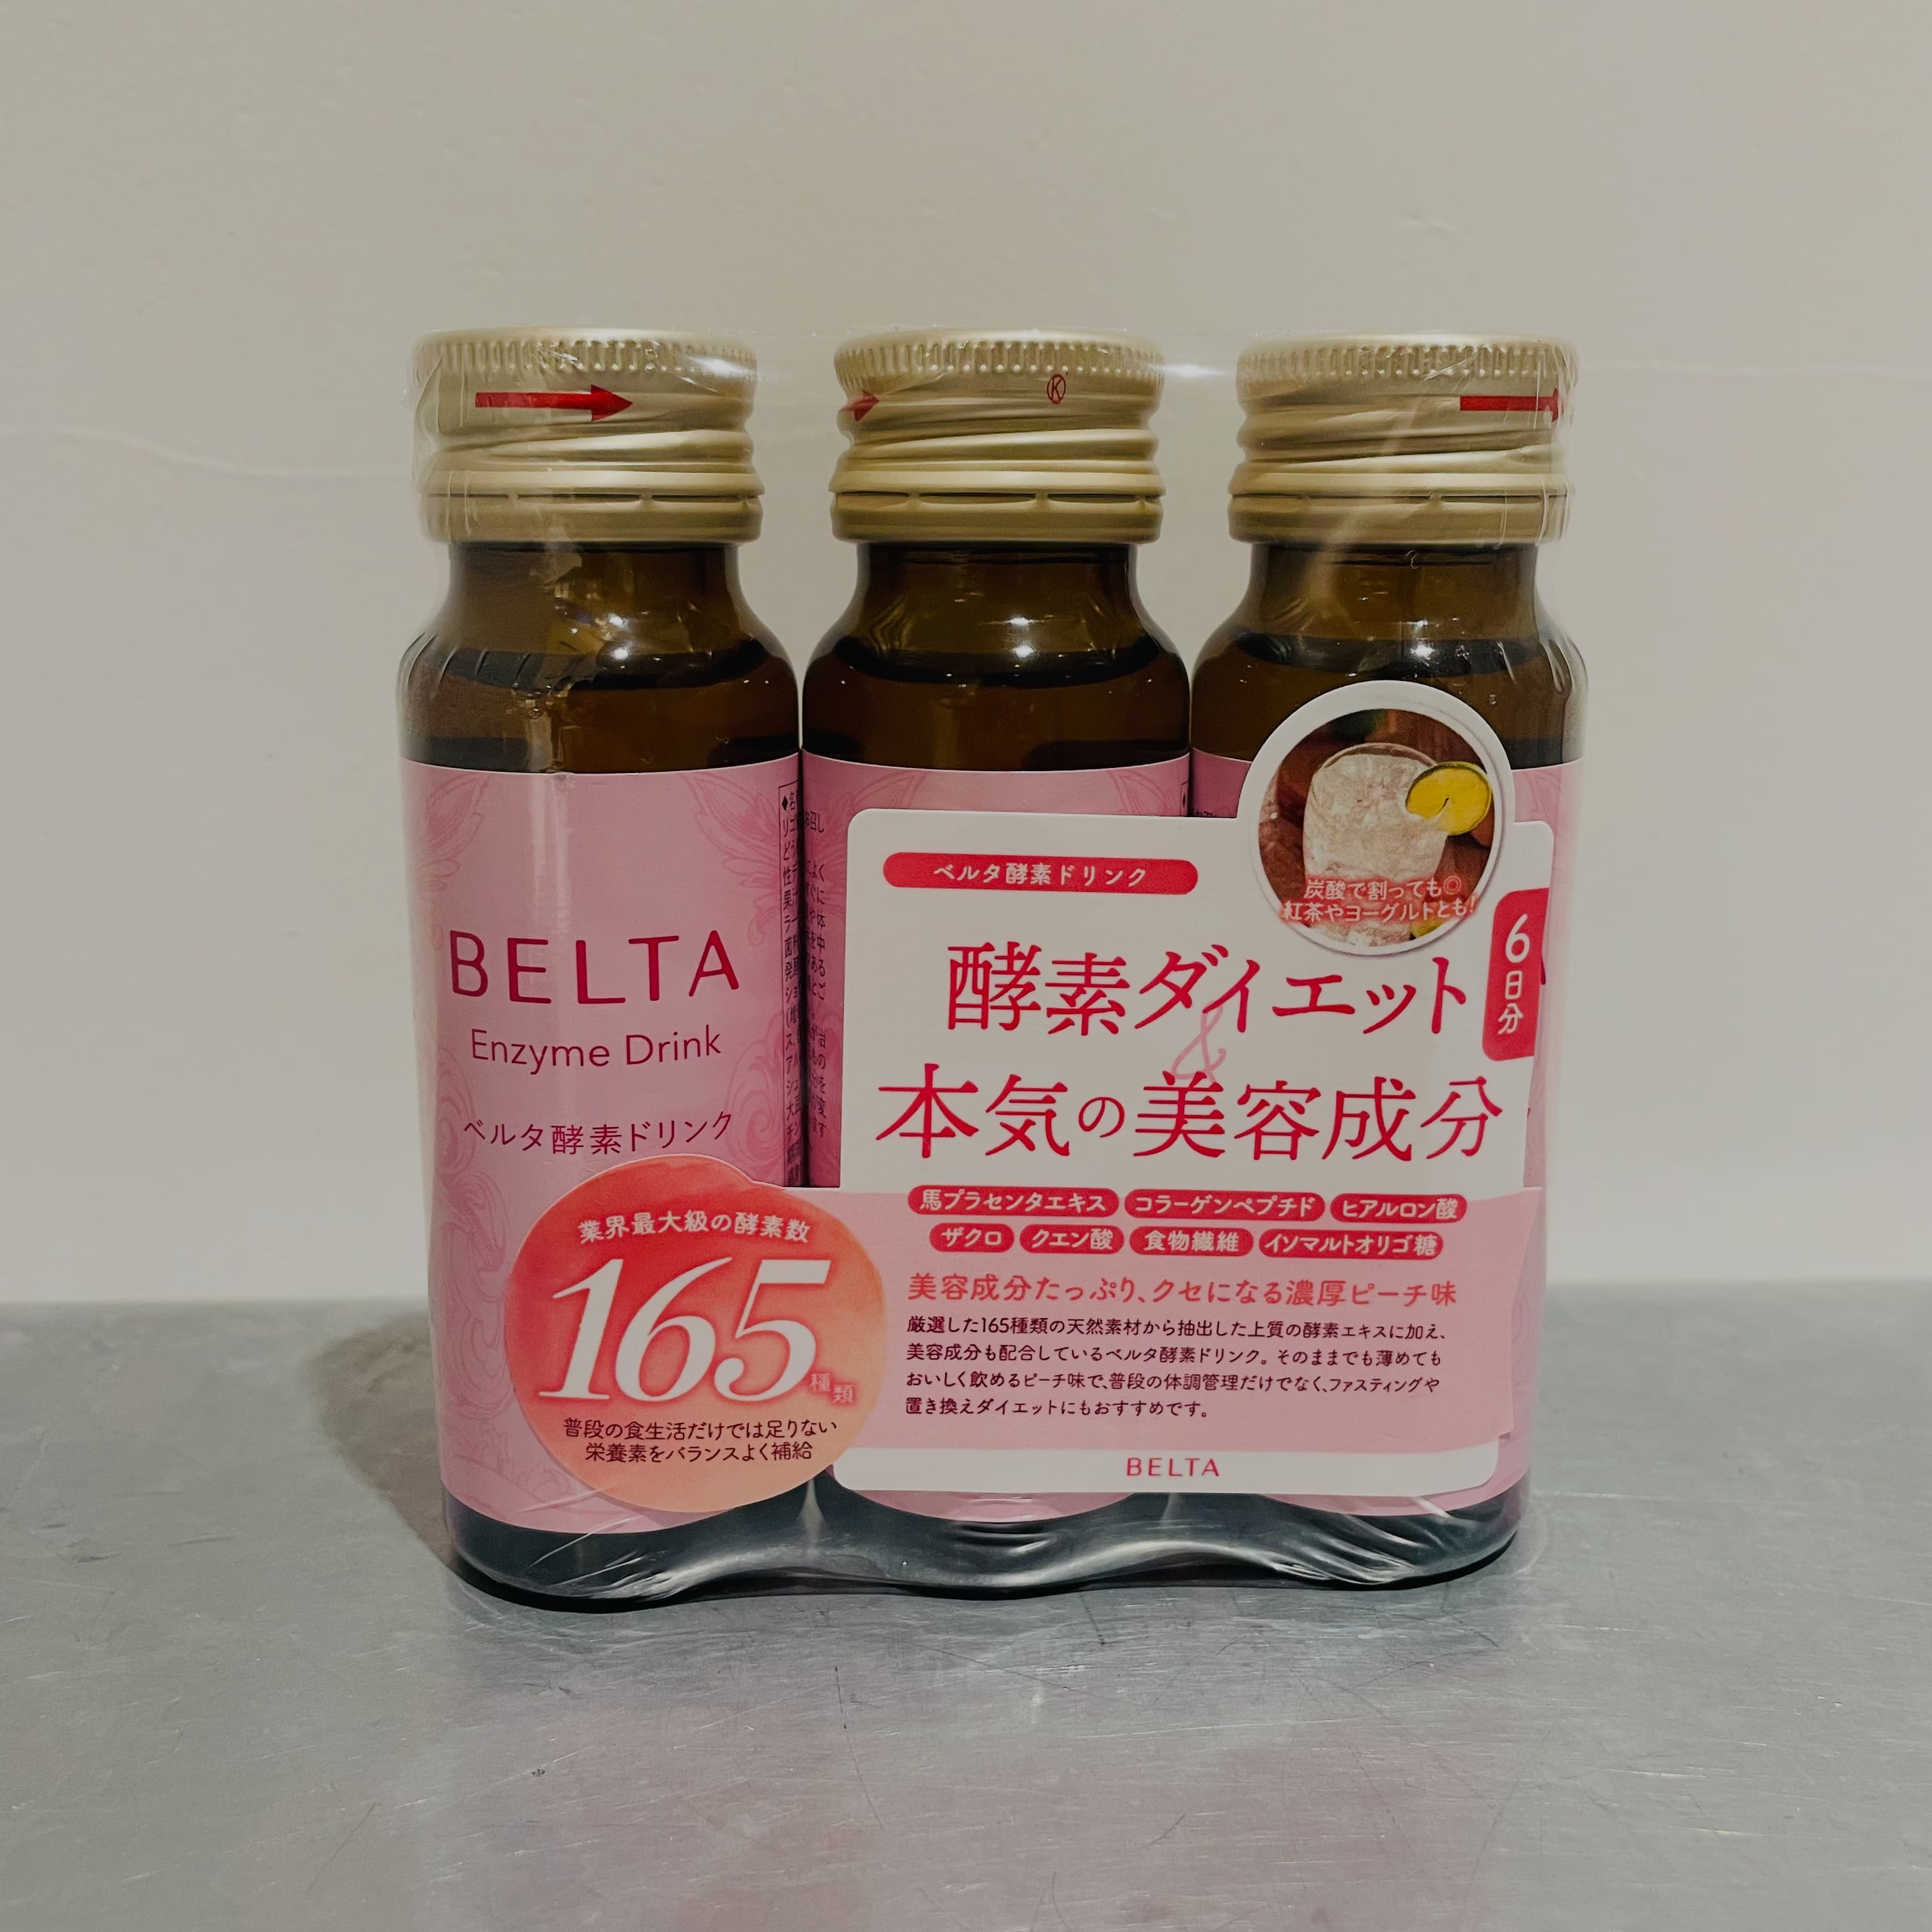 K
BELTA
Enzyme Drink
ベルタ酵素ドリンク
業界最大級の酵素数
165種類
普段の食生活だけでは足りない
栄養素をバランスよく補給
ベルタ酵素ドリンク
炭酸で割っても◎
紅茶やヨーグルトとも!
6日分
酵素ダイエット
&
本気の美容成分
馬プラセンタエキス コラーゲンペプチド ヒアルロン酸
ザクロ クエン酸 食物繊維 イソマルトオリゴ糖
美容成分たっぷり、クセになる濃厚ピーチ味
厳選した165種類の天然素材から抽出した上質の酵素エキスに加え、
美容成分も配合しているベルタ酵素ドリンク。そのままでも薄めても
おいしく飲めるピーチ味で、普段の体調管理だけでなく、ファスティングや
置き換えダイエットにもおすすめです。
BELTA